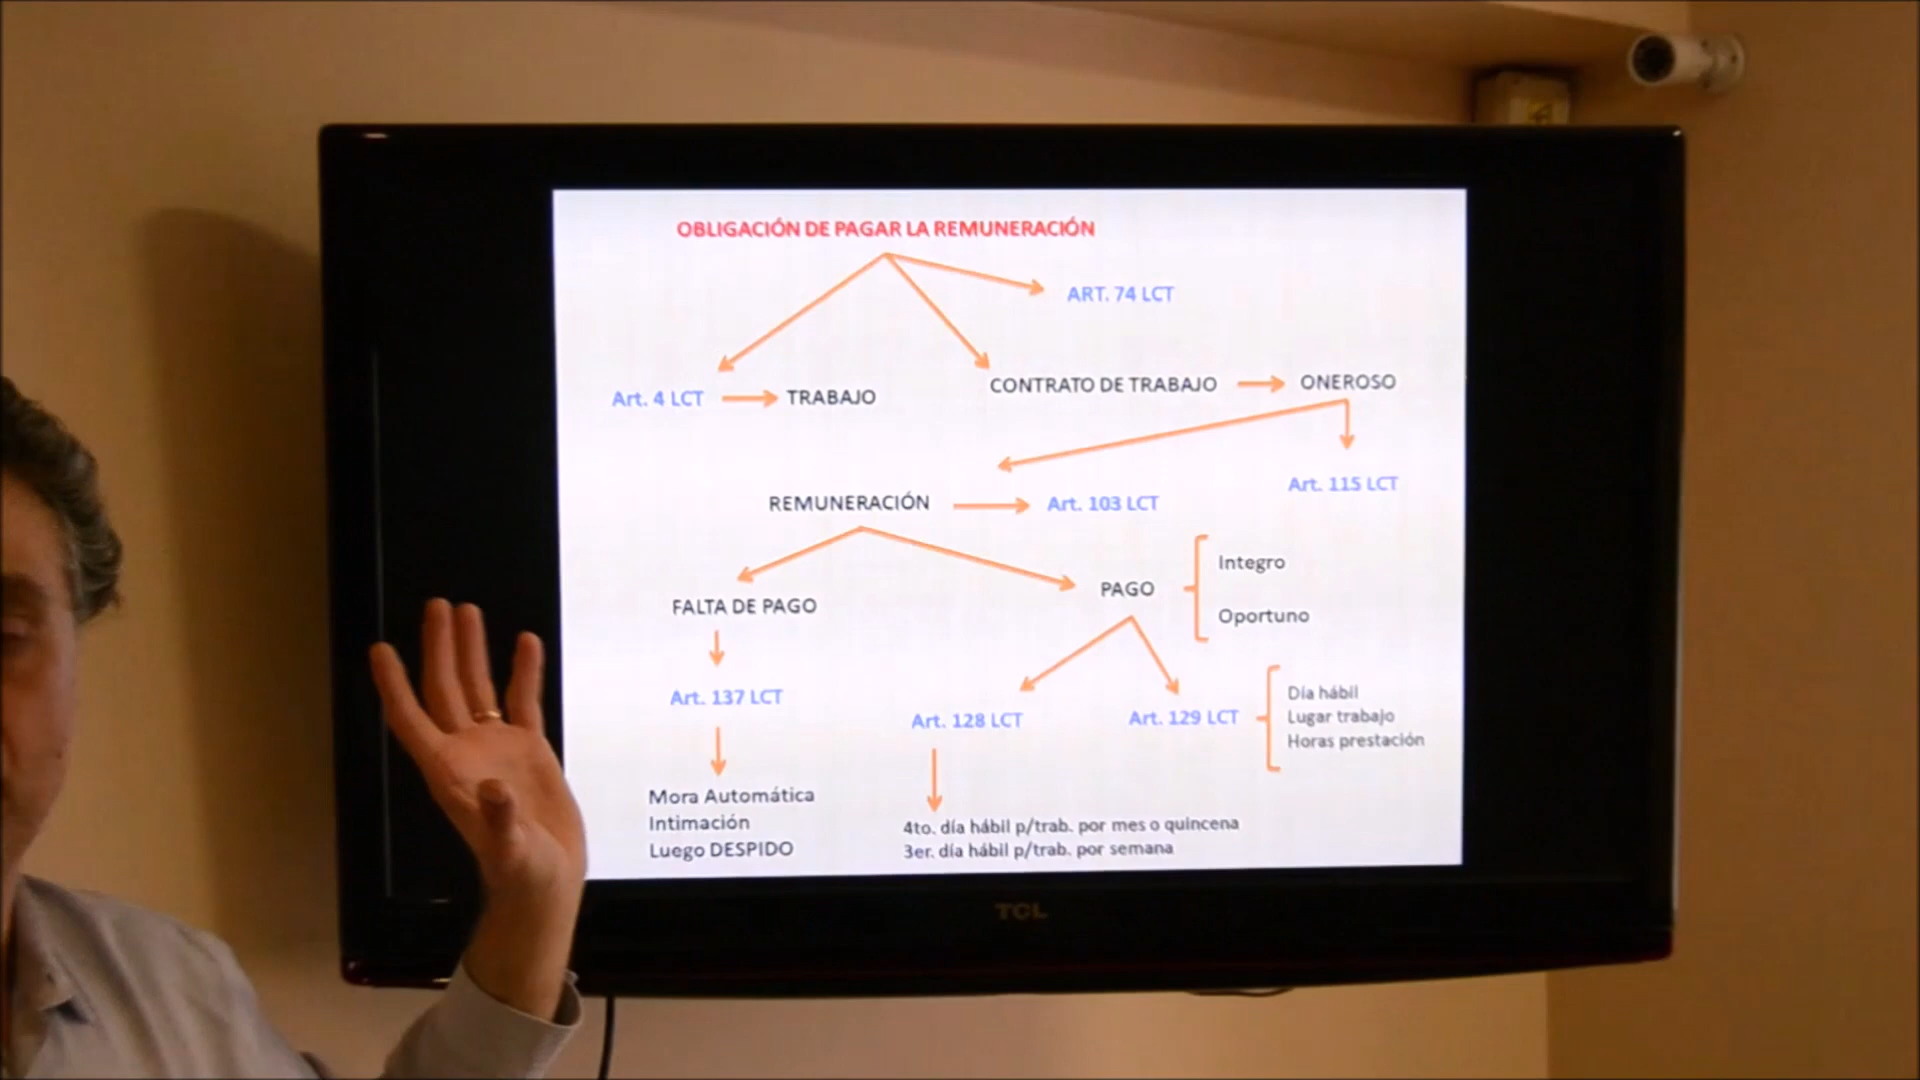 OBLIGACIÓN DE PAGAR LA REMUNERACIÓN
ART. 74 LCT
Art. 4 LCT
TRABAJO
CONTRATO DE TRABAJO
ONEROSO
Art. 115 LCT
REMUNERACIÓN
Art. 103 LCT
FALTA DE PAGO
PAGO
Integro
Oportuno
Art. 137 LCT
Art. 128 LCT
Art. 129 LCT
Día hábil
Lugar trabajo
Horas prestación
Mora Automática
Intimación
Luego DESPIDO
4to. día hábil p/trab. por mes o quincena
3er. día hábil p/trab. por semana
TCL